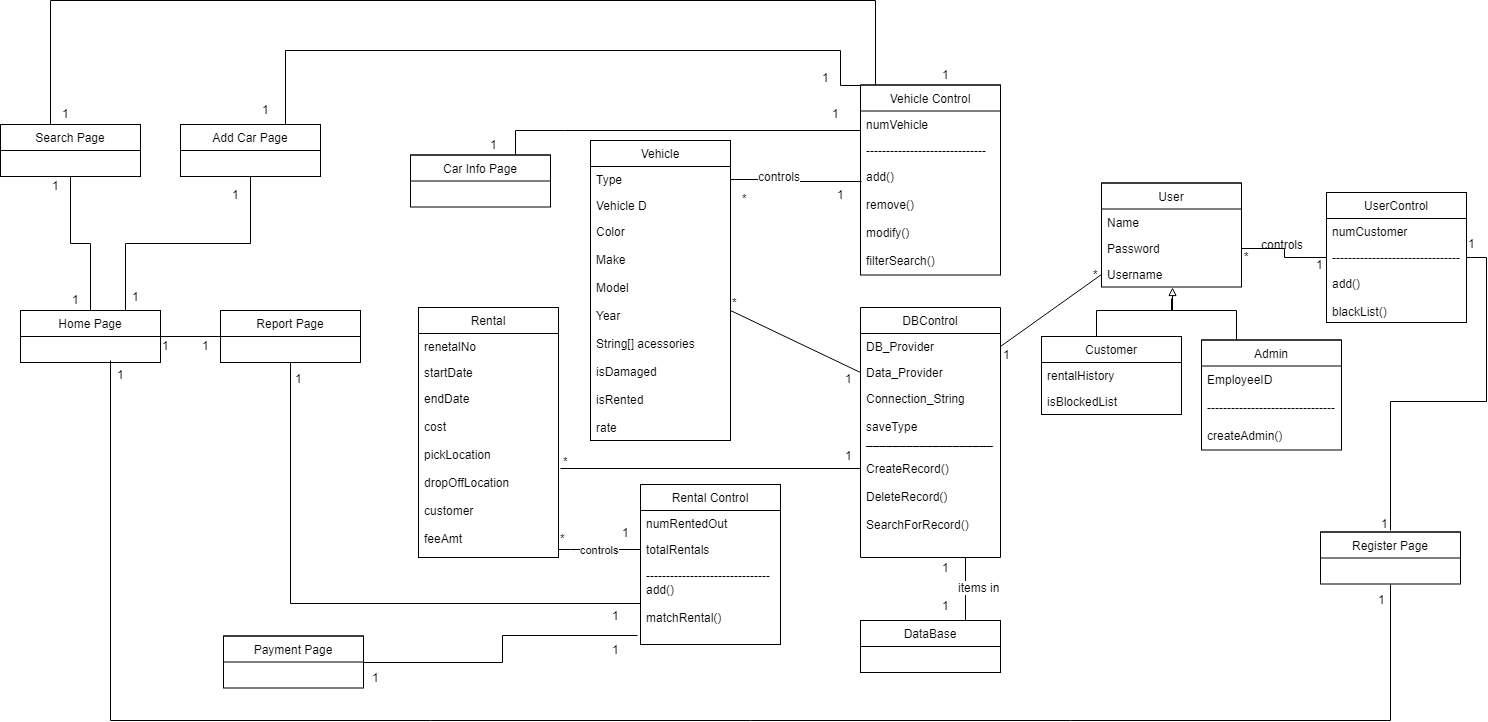 1
1
1
1
1
1
1
Vehicle Control
numVehicle
------------------------------
add()
remove()
modify()
filterSearch()
Search Page
1
Add Car Page
1
Car Info Page
Vehicle
Type
Vehicle D
Color
Make
Model
Year
String[] acessories
isDamaged
isRented
rate
controls
*
1
*
1
User
Name
Password
Username
*
1
controls
*
1
UserControl
numCustomer
--------------------------------
add()
blackList()
1
1
1
Home Page
1
1
1
Report Page
1
Rental
renetalNo
startDate
endDate
cost
pickLocation
dropOffLocation
customer
feeAmt
*
1
DBControl
DB_Provider
Data_Provider
Connection_String
saveType
___________________
CreateRecord()
DeleteRecord()
SearchForRecord()
Customer
rentalHistory
isBlockedList
Admin
EmployeeID
--------------------------------
createAdmin()
*
controls
1
Rental Control
numRentedOut
totalRentals
-------------------------------
add()
matchRental()
1
1
1
items in
1
DataBase
Payment Page
1
1
Register Page
1